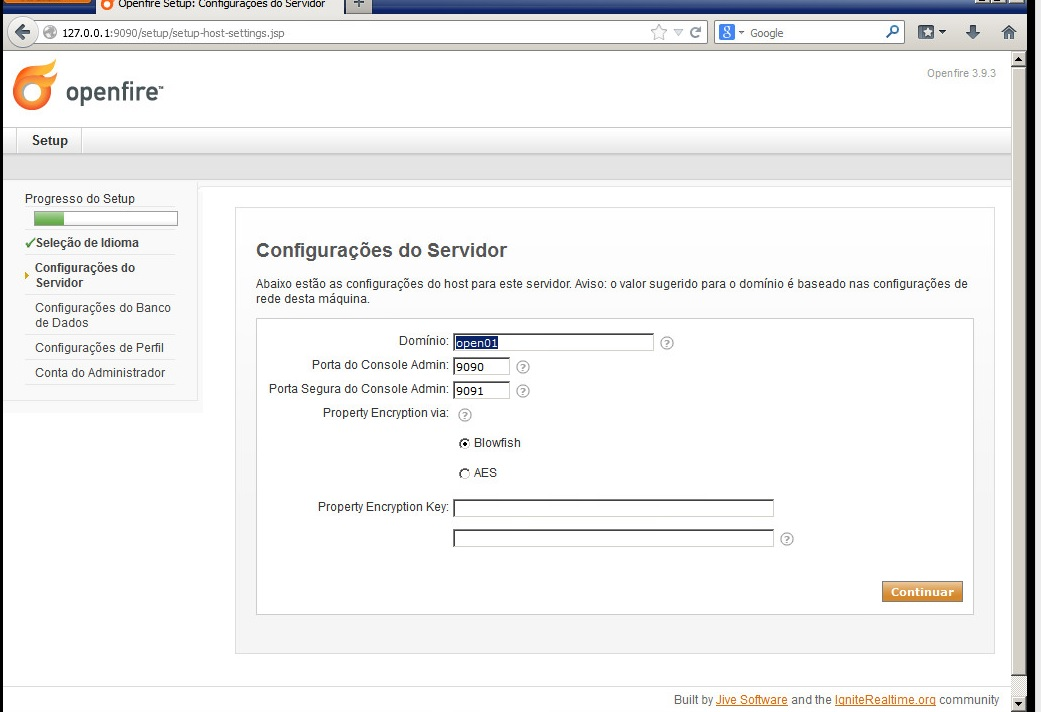 Openfire Setup: Configurações do Servidor
127.0.0.1:9090/setup/setup-host-settings.jsp
8 Google
openfire™
Openfire 3.9.3
Setup
Progresso do Setup
Seleção de Idioma
Configurações do
Servidor
Configurações do Banco
de Dados
Configurações de Perfil
Conta do Administrador
Configurações do Servidor
Abaixo estão as configurações do host para este servidor. Aviso: o valor sugerido para o domínio é baseado nas configurações de
rede desta máquina.
Domínio: open01 ?
Porta do Console Admin: 9090 ?
Porta Segura do Console Admin: 9091 ?
Property Encryption via: ?
Blowfish
AES
Property Encryption Key:
?
Continuar
Built by Jive Software and the IgniteRealtime.org community